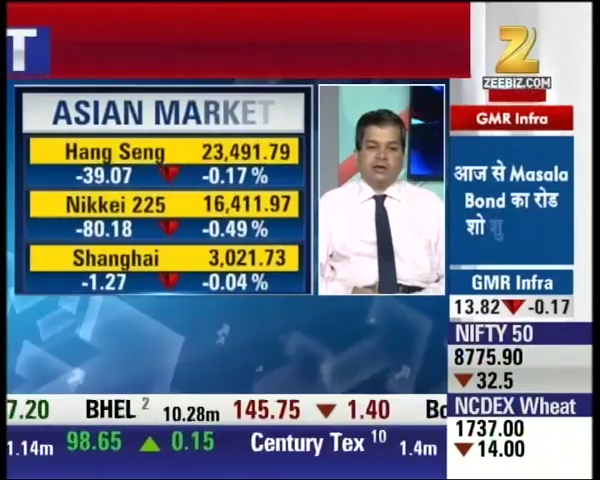 T
Z
ZEEBIZ.COM
ASIAN MARKET
Hang Seng 23,491.79
-39.07 -0.17 %
Nikkei 225 16,411.97
-80.18 -0.49 %
Shanghai 3,021.73
-1.27 -0.04 %
GMR Infra
आज से Masala
Bond का रोड
शो शु
GMR Infra
13.82 -0.17
NIFTY 50
8775.90
32.5
NCDEX Wheat
1737.00
14.00
7.20 BHEL 2 10.28m 145.75 1.40 Bo
1.14m 98.65 0.15 Century Tex 10 1.4m